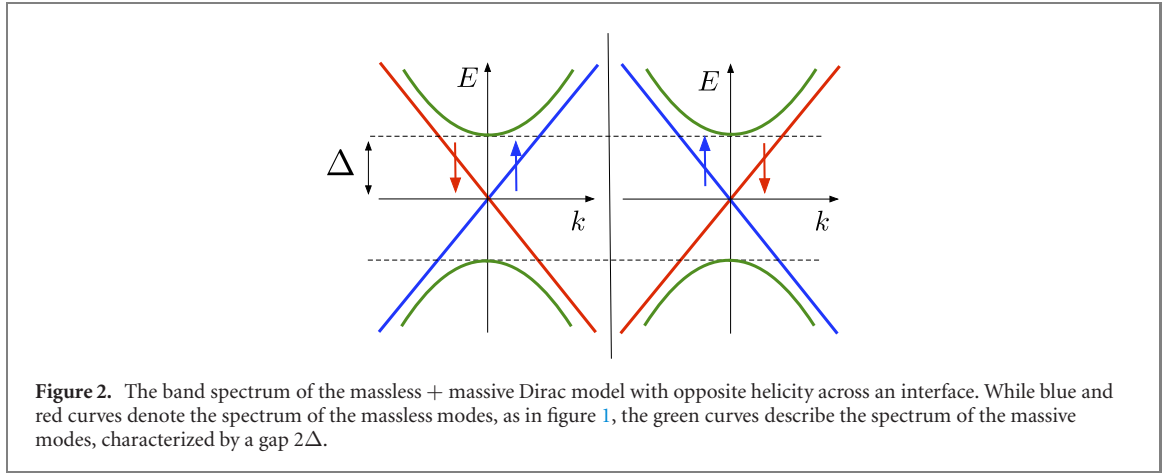 E
E
Δ
k
k
Figure 2. The band spectrum of the massless + massive Dirac model with opposite helicity across an interface. While blue and
red curves denote the spectrum of the massless modes, as in figure 1, the green curves describe the spectrum of the massive
modes, characterized by a gap 2Δ.